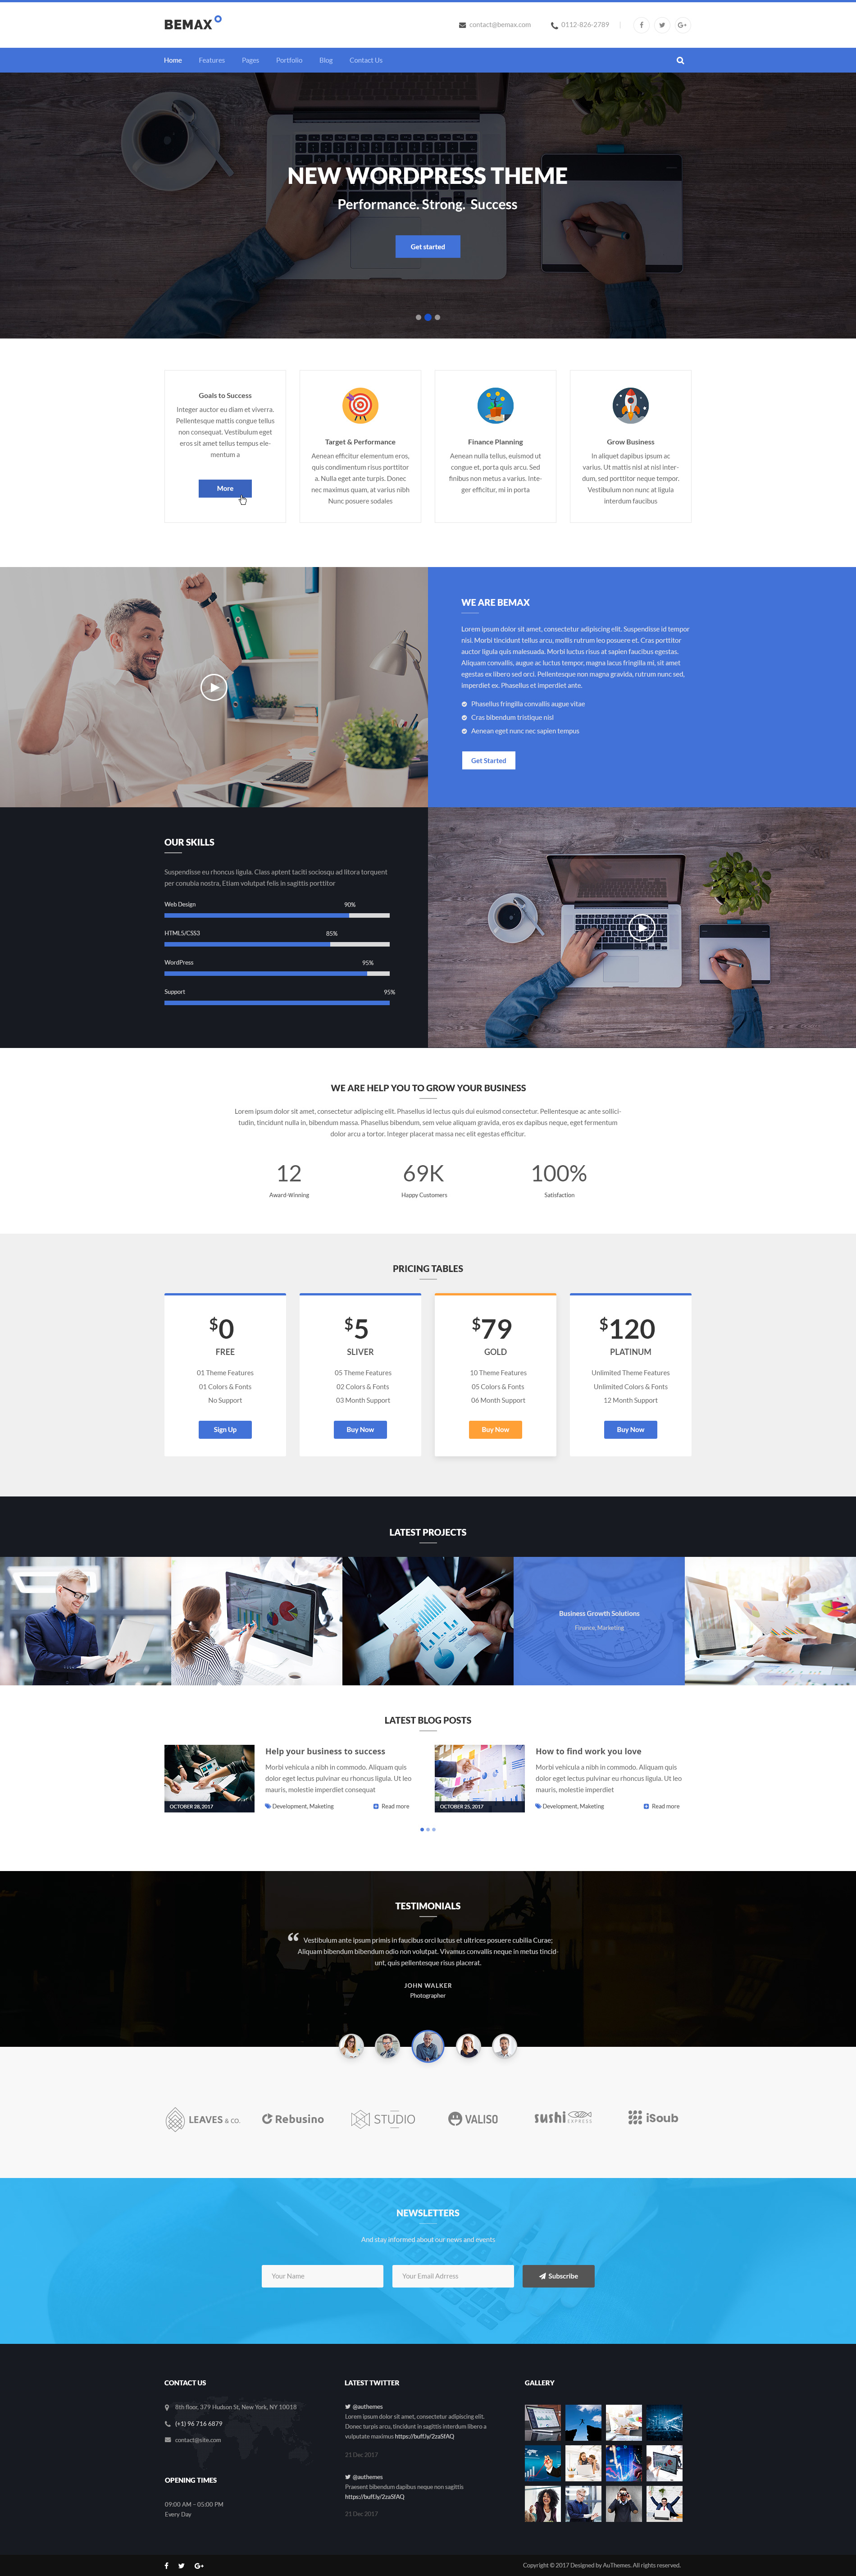 BEMAX
contact@bemax.com
0112-826-2789
Home Features Pages Portfolio Blog Contact Us
NEW WORDPRESS THEME
Performance. Strong. Success
Get started
Goals to Success
Integer auctor eu diam et viverra.
Pellentesque mattis congue tellus
non consequat. Vestibulum eget
eros sit amet tellus tempus ele-
mentum a
More
Target & Performance
Aenean efficitur elementum eros,
quis condimentum risus porttitor
a. Nulla eget ante turpis. Donec
nec maximus quam, at varius nibh
Nunc posuere sodales
Finance Planning
Aenean nulla tellus, euismod ut
congue et, porta quis arcu. Sed
finibus non metus a varius. Inte-
ger efficitur, mi in porta
Grow Business
In aliquet dapibus ipsum ac
varius. Ut mattis nisl at nisl inter-
dum, sed porttitor neque tempor.
Vestibulum non nunc at ligula
interdum faucibus
WE ARE BEMAX
Lorem ipsum dolor sit amet, consectetur adipiscing elit. Suspendisse id tempor
nisi. Morbi tincidunt tellus arcu, mollis rutrum leo posuere et. Cras porttitor
auctor ligula quis malesuada. Morbi luctus risus at sapien faucibus egestas.
Aliquam convallis, augue ac luctus tempor, magna lacus fringilla mi, sit amet
egestas ex libero sed orci. Pellentesque non magna gravida, rutrum nunc sed,
imperdiet ex. Phasellus et imperdiet ante.
Phasellus fringilla convallis augue vitae
Cras bibendum tristique nisl
Aenean eget nunc nec sapien tempus
Get Started
OUR SKILLS
Suspendisse eu rhoncus ligula. Class aptent taciti sociosqu ad litora torquent
per conubia nostra, Etiam volutpat felis in sagittis porttitor
Web Design 90%
HTML5/CSS3 85%
WordPress 95%
Support 95%
WE ARE HELP YOU TO GROW YOUR BUSINESS
Lorem ipsum dolor sit amet, consectetur adipiscing elit. Phasellus id lectus quis dui euismod consectetur. Pellentesque ac ante sollici-
tudin, tincidunt nulla in, bibendum massa. Phasellus bibendum, sem velue aliquam gravida, eros ex dapibus neque, eget fermentum
dolor arcu a tortor. Integer placerat massa nec elit egestas efficitur.
12
Award-Winning
69K
Happy Customers
100%
Satisfaction
PRICING TABLES
$0
FREE
01 Theme Features
01 Colors & Fonts
No Support
Sign Up
$5
SLIVER
05 Theme Features
02 Colors & Fonts
03 Month Support
Buy Now
$79
GOLD
10 Theme Features
05 Colors & Fonts
06 Month Support
Buy Now
$120
PLATINUM
Unlimited Theme Features
Unlimited Colors & Fonts
12 Month Support
Buy Now
LATEST PROJECTS
Business Growth Solutions
Finance, Marketing
LATEST BLOG POSTS
Help your business to success
Morbi vehicula a nibh in commodo. Aliquam quis
dolor eget lectus pulvinar eu rhoncus ligula. Ut leo
mauris, molestie imperdiet consequat
OCTOBER 28, 2017
Development, Maketing
Read more
How to find work you love
Morbi vehicula a nibh in commodo. Aliquam quis
dolor eget lectus pulvinar eu rhoncus ligula. Ut leo
mauris, molestie imperdiet
OCTOBER 25, 2017
Development, Maketing
Read more
TESTIMONIALS
“ Vestibulum ante ipsum primis in faucibus orci luctus et ultrices posuere cubilia Curae;
Aliquam bibendum bibendum odio non volutpat. Vivamus convallis neque in metus tincid-
unt, quis pellentesque risus placerat.
JOHN WALKER
Photographer
LEAVES & CO.
Rebusino
STUDIO
VALISO
sushi EXPRESS
iSoub
NEWSLETTERS
And stay informed about our news and events
Your Name
Your Email Adrress
Subscribe
CONTACT US
8th floor, 379 Hudson St, New York, NY 10018
(+1) 96 716 6879
contact@site.com
OPENING TIMES
09:00 AM – 05:00 PM
Every Day
LATEST TWITTER
@authemes
Lorem ipsum dolor sit amet, consectetur adipiscing elit.
Donec turpis arcu, tincidunt in sagittis interdum libero a
vulputate maximus https://buff.ly/2zaSfAQ
21 Dec 2017
@authemes
Praesent bibendum dapibus neque non sagittis
https://buff.ly/2zaSfAQ
21 Dec 2017
GALLERY
Copyright © 2017 Designed by AuThemes. All rights reserved.